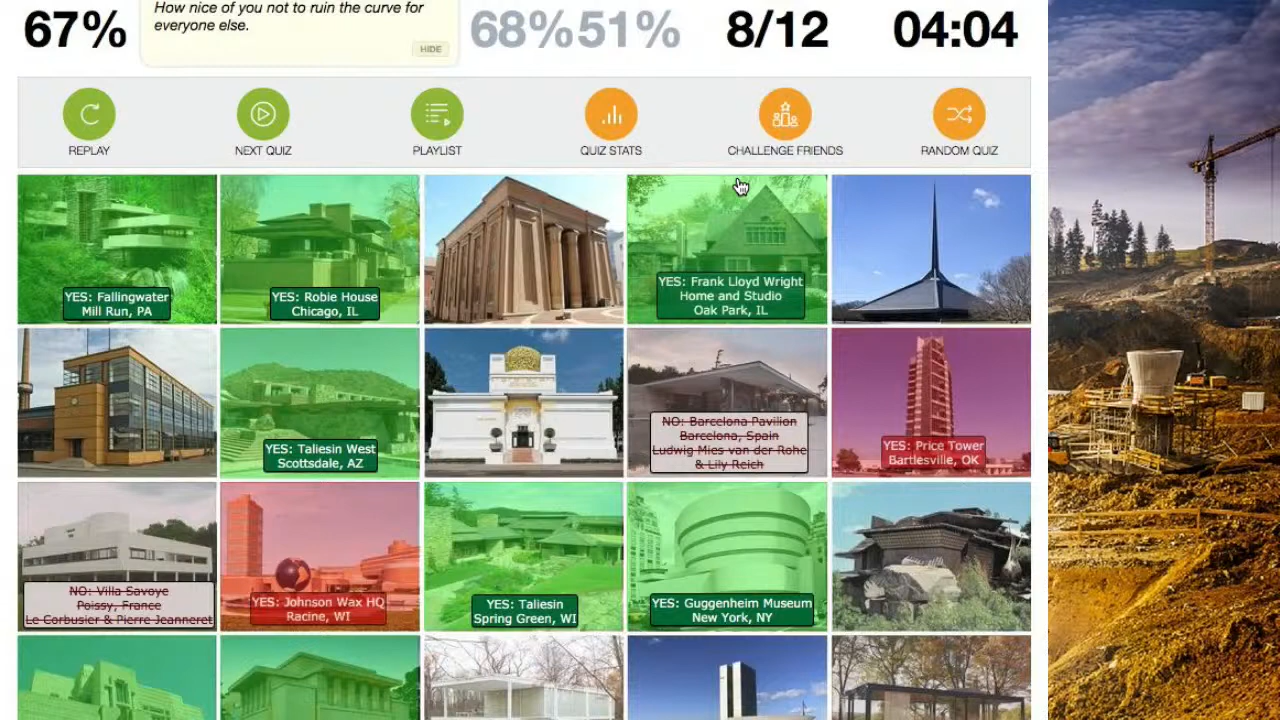 How nice of you not to ruin the curve for
everyone else.
HIDE
67%
68%
51%
8/12
04:04
REPLAY
NEXT QUIZ
PLAYLIST
QUIZ STATS
CHALLENGE FRIENDS
RANDOM QUIZ
YES: Fallingwater
Mill Run, PA
YES: Robie House
Chicago, IL
YES: Frank Lloyd Wright
Home and Studio
Oak Park, IL
YES: Taliesin West
Scottsdale, AZ
NO: Barcelona Pavilion
Barcelona, Spain
Ludwig Mies van der Rohe
& Lily Reich
YES: Price Tower
Bartlesville, OK
NO: Villa Savoye
Poissy, France
Le Corbusier & Pierre Jeanneret
YES: Johnson Wax HQ
Racine, WI
YES: Taliesin
Spring Green, WI
YES: Guggenheim Museum
New York, NY